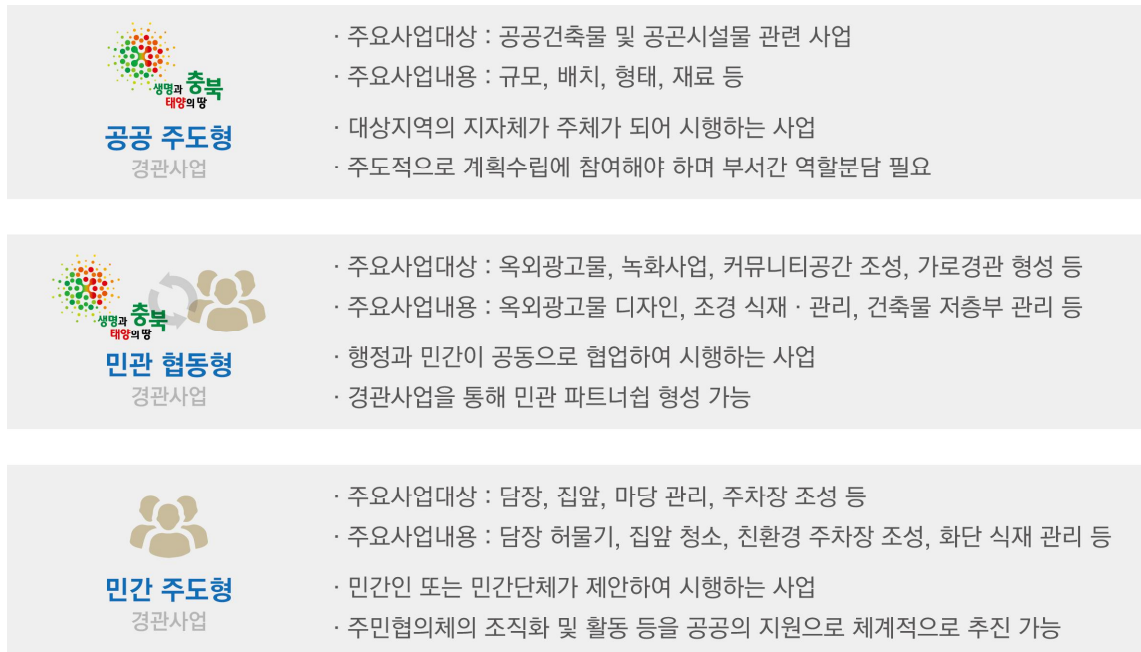 생명과 충북
태양의 땅
공공 주도형
경관사업
· 주요사업대상 : 공공건축물 및 공곤시설물 관련 사업
· 주요사업내용 : 규모, 배치, 형태, 재료 등
· 대상지역의 지자체가 주체가 되어 시행하는 사업
· 주도적으로 계획수립에 참여해야 하며 부서간 역할분담 필요
생명과 충북
태양의 땅
민관 협동형
경관사업
· 주요사업대상 : 옥외광고물, 녹화사업, 커뮤니티공간 조성, 가로경관 형성 등
· 주요사업내용 : 옥외광고물 디자인, 조경 식재 · 관리, 건축물 저층부 관리 등
· 행정과 민간이 공동으로 협업하여 시행하는 사업
· 경관사업을 통해 민관 파트너쉽 형성 가능
민간 주도형
경관사업
· 주요사업대상 : 담장, 집앞, 마당 관리, 주차장 조성 등
· 주요사업내용 : 담장 허물기, 집앞 청소, 친환경 주차장 조성, 화단 식재 관리 등
· 민간인 또는 민간단체가 제안하여 시행하는 사업
· 주민협의체의 조직화 및 활동 등을 공공의 지원으로 체계적으로 추진 가능